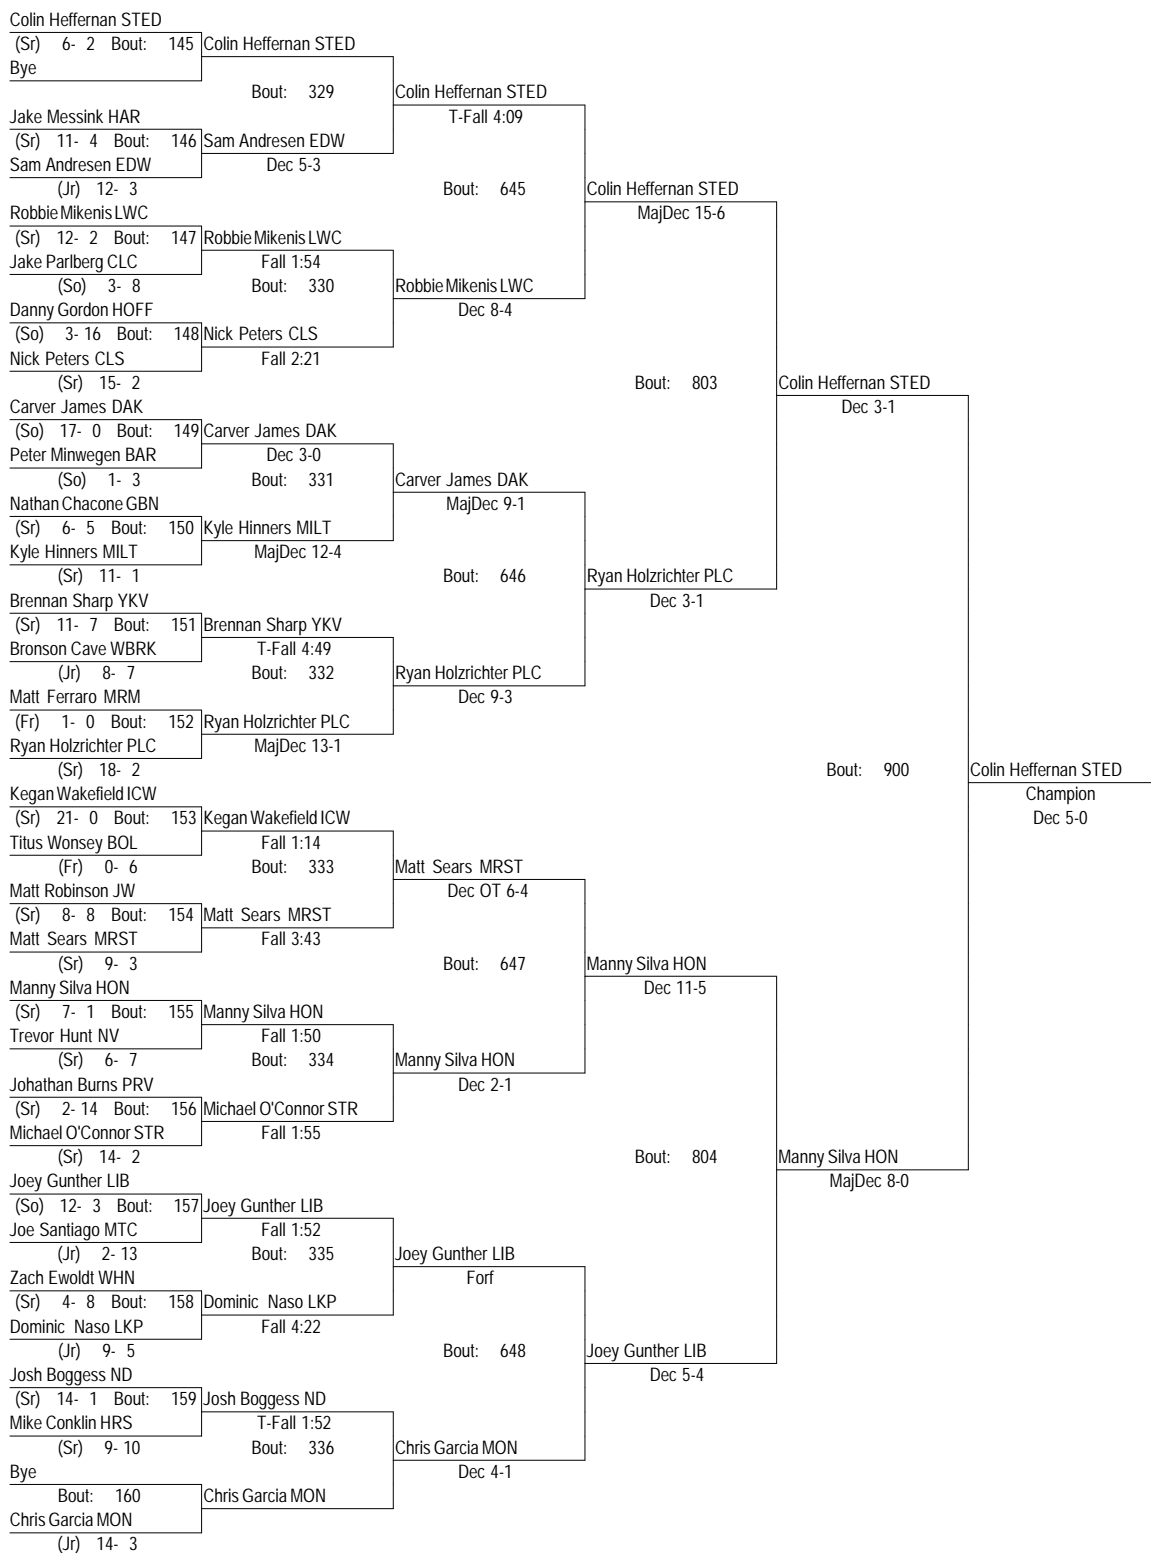 Colin Heffernan STED
(Sr) 6- 2 Bout: 145 Colin Heffernan STED
Bye
Bout: 329 Colin Heffernan STED
Jake Messink HAR T-Fall 4:09
(Sr) 11- 4 Bout: 146 Sam Andresen EDW
Sam Andresen EDW Dec 5-3
(Jr) 12- 3 Bout: 645 Colin Heffernan STED
Robbie Mikenis LWC MajDec 15-6
(Sr) 12- 2 Bout: 147 Robbie Mikenis LWC
Jake Parlberg CLC Fall 1:54
(So) 3- 8 Bout: 330 Robbie Mikenis LWC
Danny Gordon HOFF Dec 8-4
(So) 3- 16 Bout: 148 Nick Peters CLS
Nick Peters CLS Fall 2:21
(Sr) 15- 2 Bout: 803 Colin Heffernan STED
Carver James DAK Dec 3-1
(So) 17- 0 Bout: 149 Carver James DAK
Peter Minwegen BAR Dec 3-0
(So) 1- 3 Bout: 331 Carver James DAK
Nathan Chacone GBN MajDec 9-1
(Sr) 6- 5 Bout: 150 Kyle Hinners MILT
Kyle Hinners MILT MajDec 12-4
(Sr) 11- 1 Bout: 646 Ryan Holzrichter PLC
Brennan Sharp YKV Dec 3-1
(Sr) 11- 7 Bout: 151 Brennan Sharp YKV
Bronson Cave WBRK T-Fall 4:49
(Jr) 8- 7 Bout: 332 Ryan Holzrichter PLC
Matt Ferraro MRM Dec 9-3
(Fr) 1- 0 Bout: 152 Ryan Holzrichter PLC
Ryan Holzrichter PLC MajDec 13-1
(Sr) 18- 2 Bout: 900 Colin Heffernan STED
Kegan Wakefield ICW Champion
(Sr) 21- 0 Bout: 153 Kegan Wakefield ICW Dec 5-0
Titus Wonsey BOL Fall 1:14
(Fr) 0- 6 Bout: 333 Matt Sears MRST
Matt Robinson JW Dec OT 6-4
(Sr) 8- 8 Bout: 154 Matt Sears MRST
Matt Sears MRST Fall 3:43
(Sr) 9- 3 Bout: 647 Manny Silva HON
Manny Silva HON Dec 11-5
(Sr) 7- 1 Bout: 155 Manny Silva HON
Trevor Hunt NV Fall 1:50
(Sr) 6- 7 Bout: 334 Manny Silva HON
Johathan Burns PRV Dec 2-1
(Sr) 2- 14 Bout: 156 Michael O'Connor STR
Michael O'Connor STR Fall 1:55
(Sr) 14- 2 Bout: 804 Manny Silva HON
Joey Gunther LIB MajDec 8-0
(So) 12- 3 Bout: 157 Joey Gunther LIB
Joe Santiago MTC Fall 1:52
(Jr) 2- 13 Bout: 335 Joey Gunther LIB
Zach Ewoldt WHN Forf
(Sr) 4- 8 Bout: 158 Dominic Naso LKP
Dominic Naso LKP Fall 4:22
(Jr) 9- 5 Bout: 648 Joey Gunther LIB
Josh Boggess ND Dec 5-4
(Sr) 14- 1 Bout: 159 Josh Boggess ND
Mike Conklin HRS T-Fall 1:52
(Sr) 9- 10 Bout: 336 Chris Garcia MON
Bye Dec 4-1
Bout: 160 Chris Garcia MON
Chris Garcia MON
(Jr) 14- 3